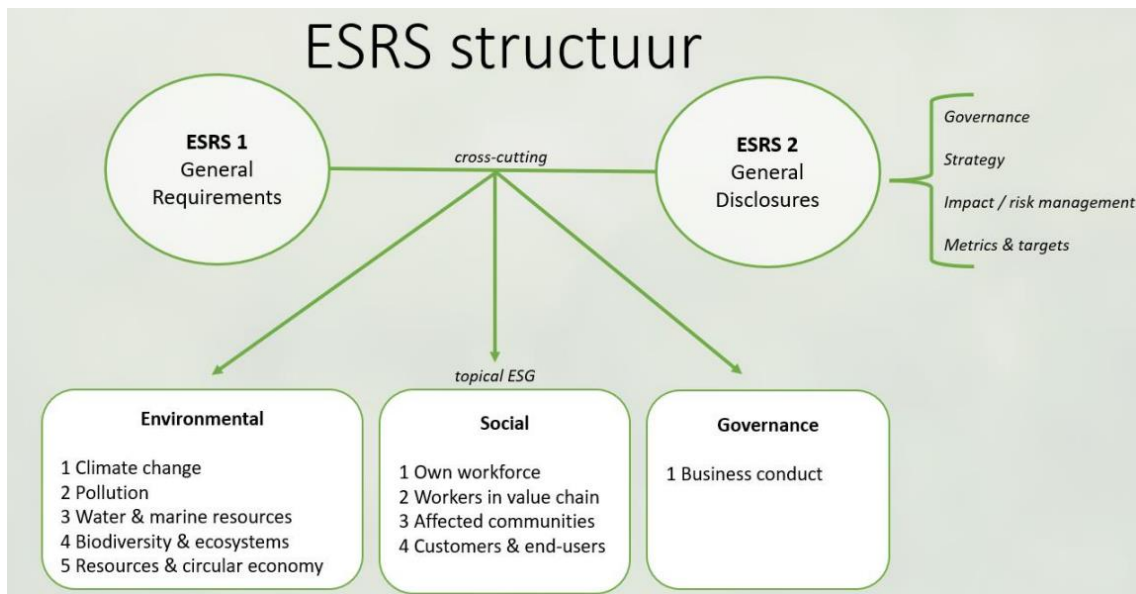 ESRS structuur
ESRS 1
General
Requirements
cross-cutting
ESRS 2
General
Disclosures
Governance
Strategy
Impact / risk management
Metrics & targets
topical ESG
Environmental
1 Climate change
2 Pollution
3 Water & marine resources
4 Biodiversity & ecosystems
5 Resources & circular economy
Social
1 Own workforce
2 Workers in value chain
3 Affected communities
4 Customers & end-users
Governance
1 Business conduct